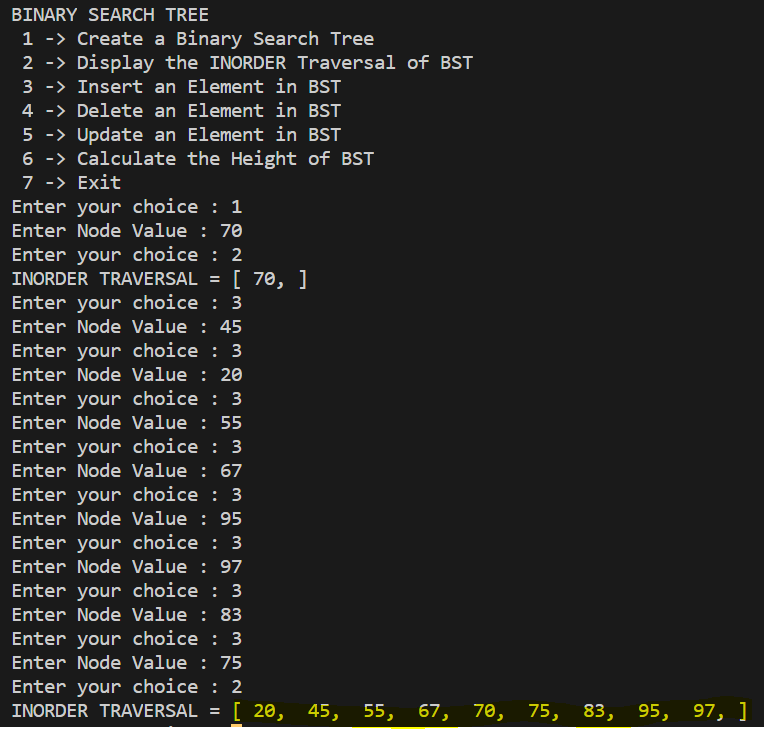 BINARY SEARCH TREE
1 -> Create a Binary Search Tree
2 -> Display the INORDER Traversal of BST
3 -> Insert an Element in BST
4 -> Delete an Element in BST
5 -> Update an Element in BST
6 -> Calculate the Height of BST
7 -> Exit
Enter your choice : 1
Enter Node Value : 70
Enter your choice : 2
INORDER TRAVERSAL = [ 70, ]
Enter your choice : 3
Enter Node Value : 45
Enter your choice : 3
Enter Node Value : 20
Enter your choice : 3
Enter Node Value : 55
Enter your choice : 3
Enter Node Value : 67
Enter your choice : 3
Enter Node Value : 95
Enter your choice : 3
Enter Node Value : 97
Enter your choice : 3
Enter Node Value : 83
Enter your choice : 3
Enter Node Value : 75
Enter your choice : 2
INORDER TRAVERSAL = [ 20,  45,  55,  67,  70,  75,  83,  95,  97, ]